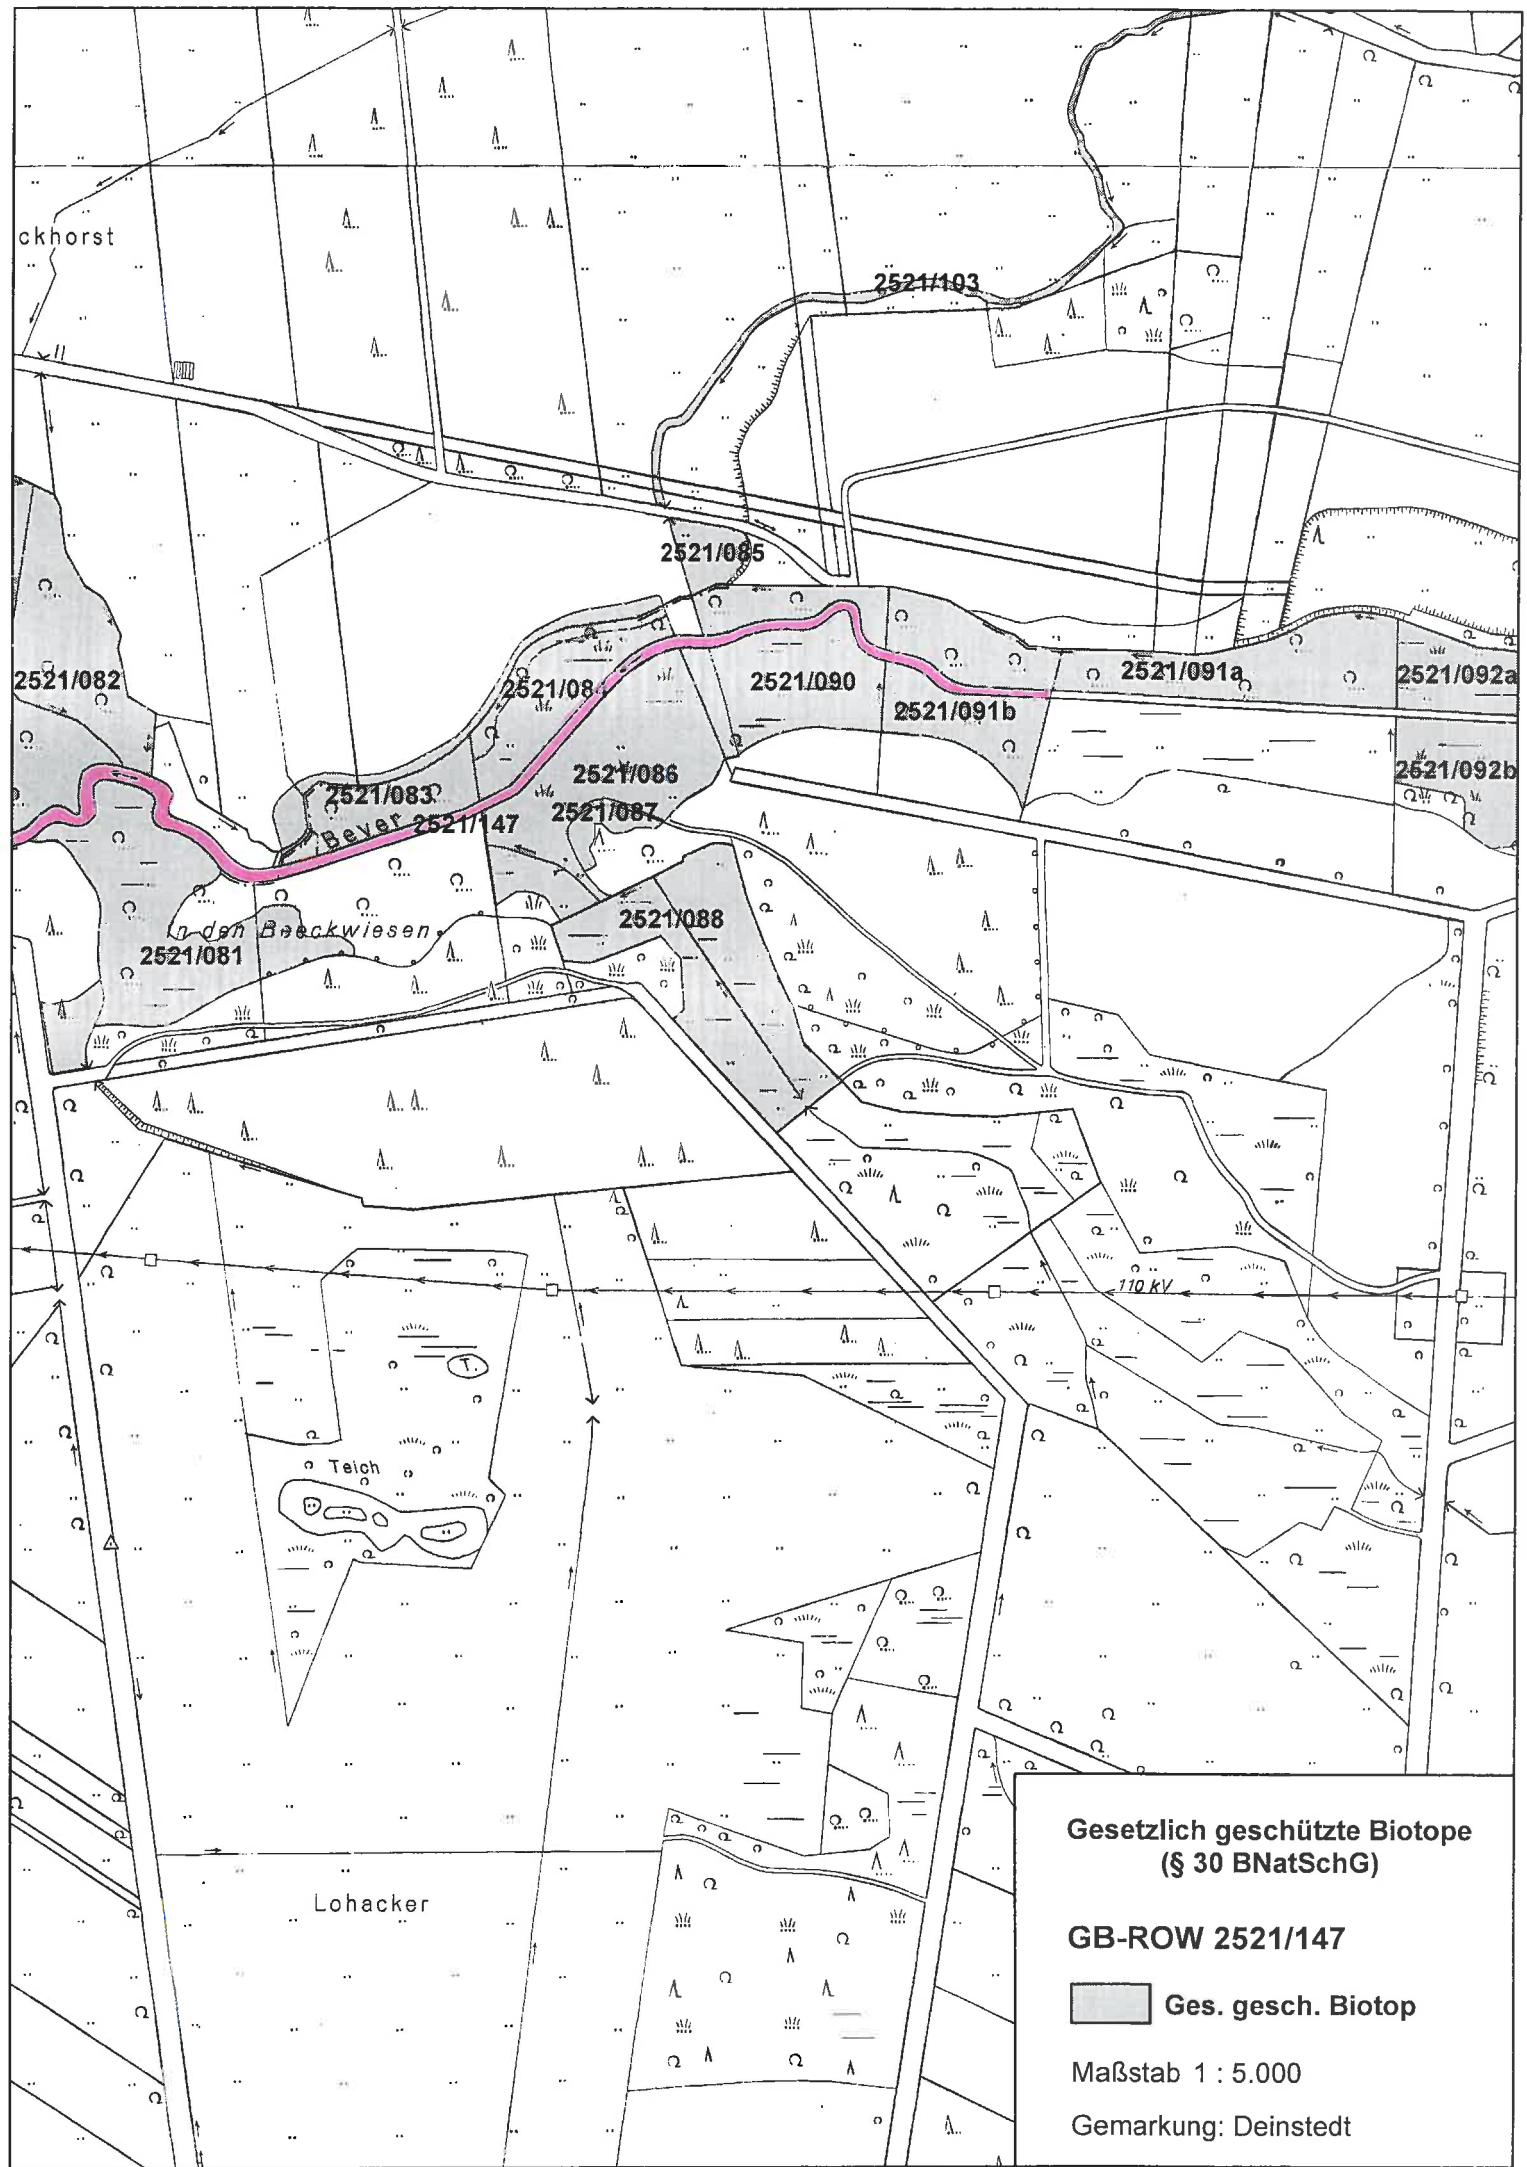 ckhorst
2521/103
2521/085
2521/082
2521/084
2521/090
2521/091a
2521/092a
2521/091b
2521/086
2521/092b
2521/083
2521/087
Bever
2521/147
2521/088
In den Baeckwiesen
2521/081
110 kV
T.
Teich
Lohacker
Gesetzlich geschützte Biotope
(§ 30 BNatSchG)
GB-ROW 2521/147
Ges. gesch. Biotop
Maßstab 1 : 5.000
Gemarkung: Deinstedt